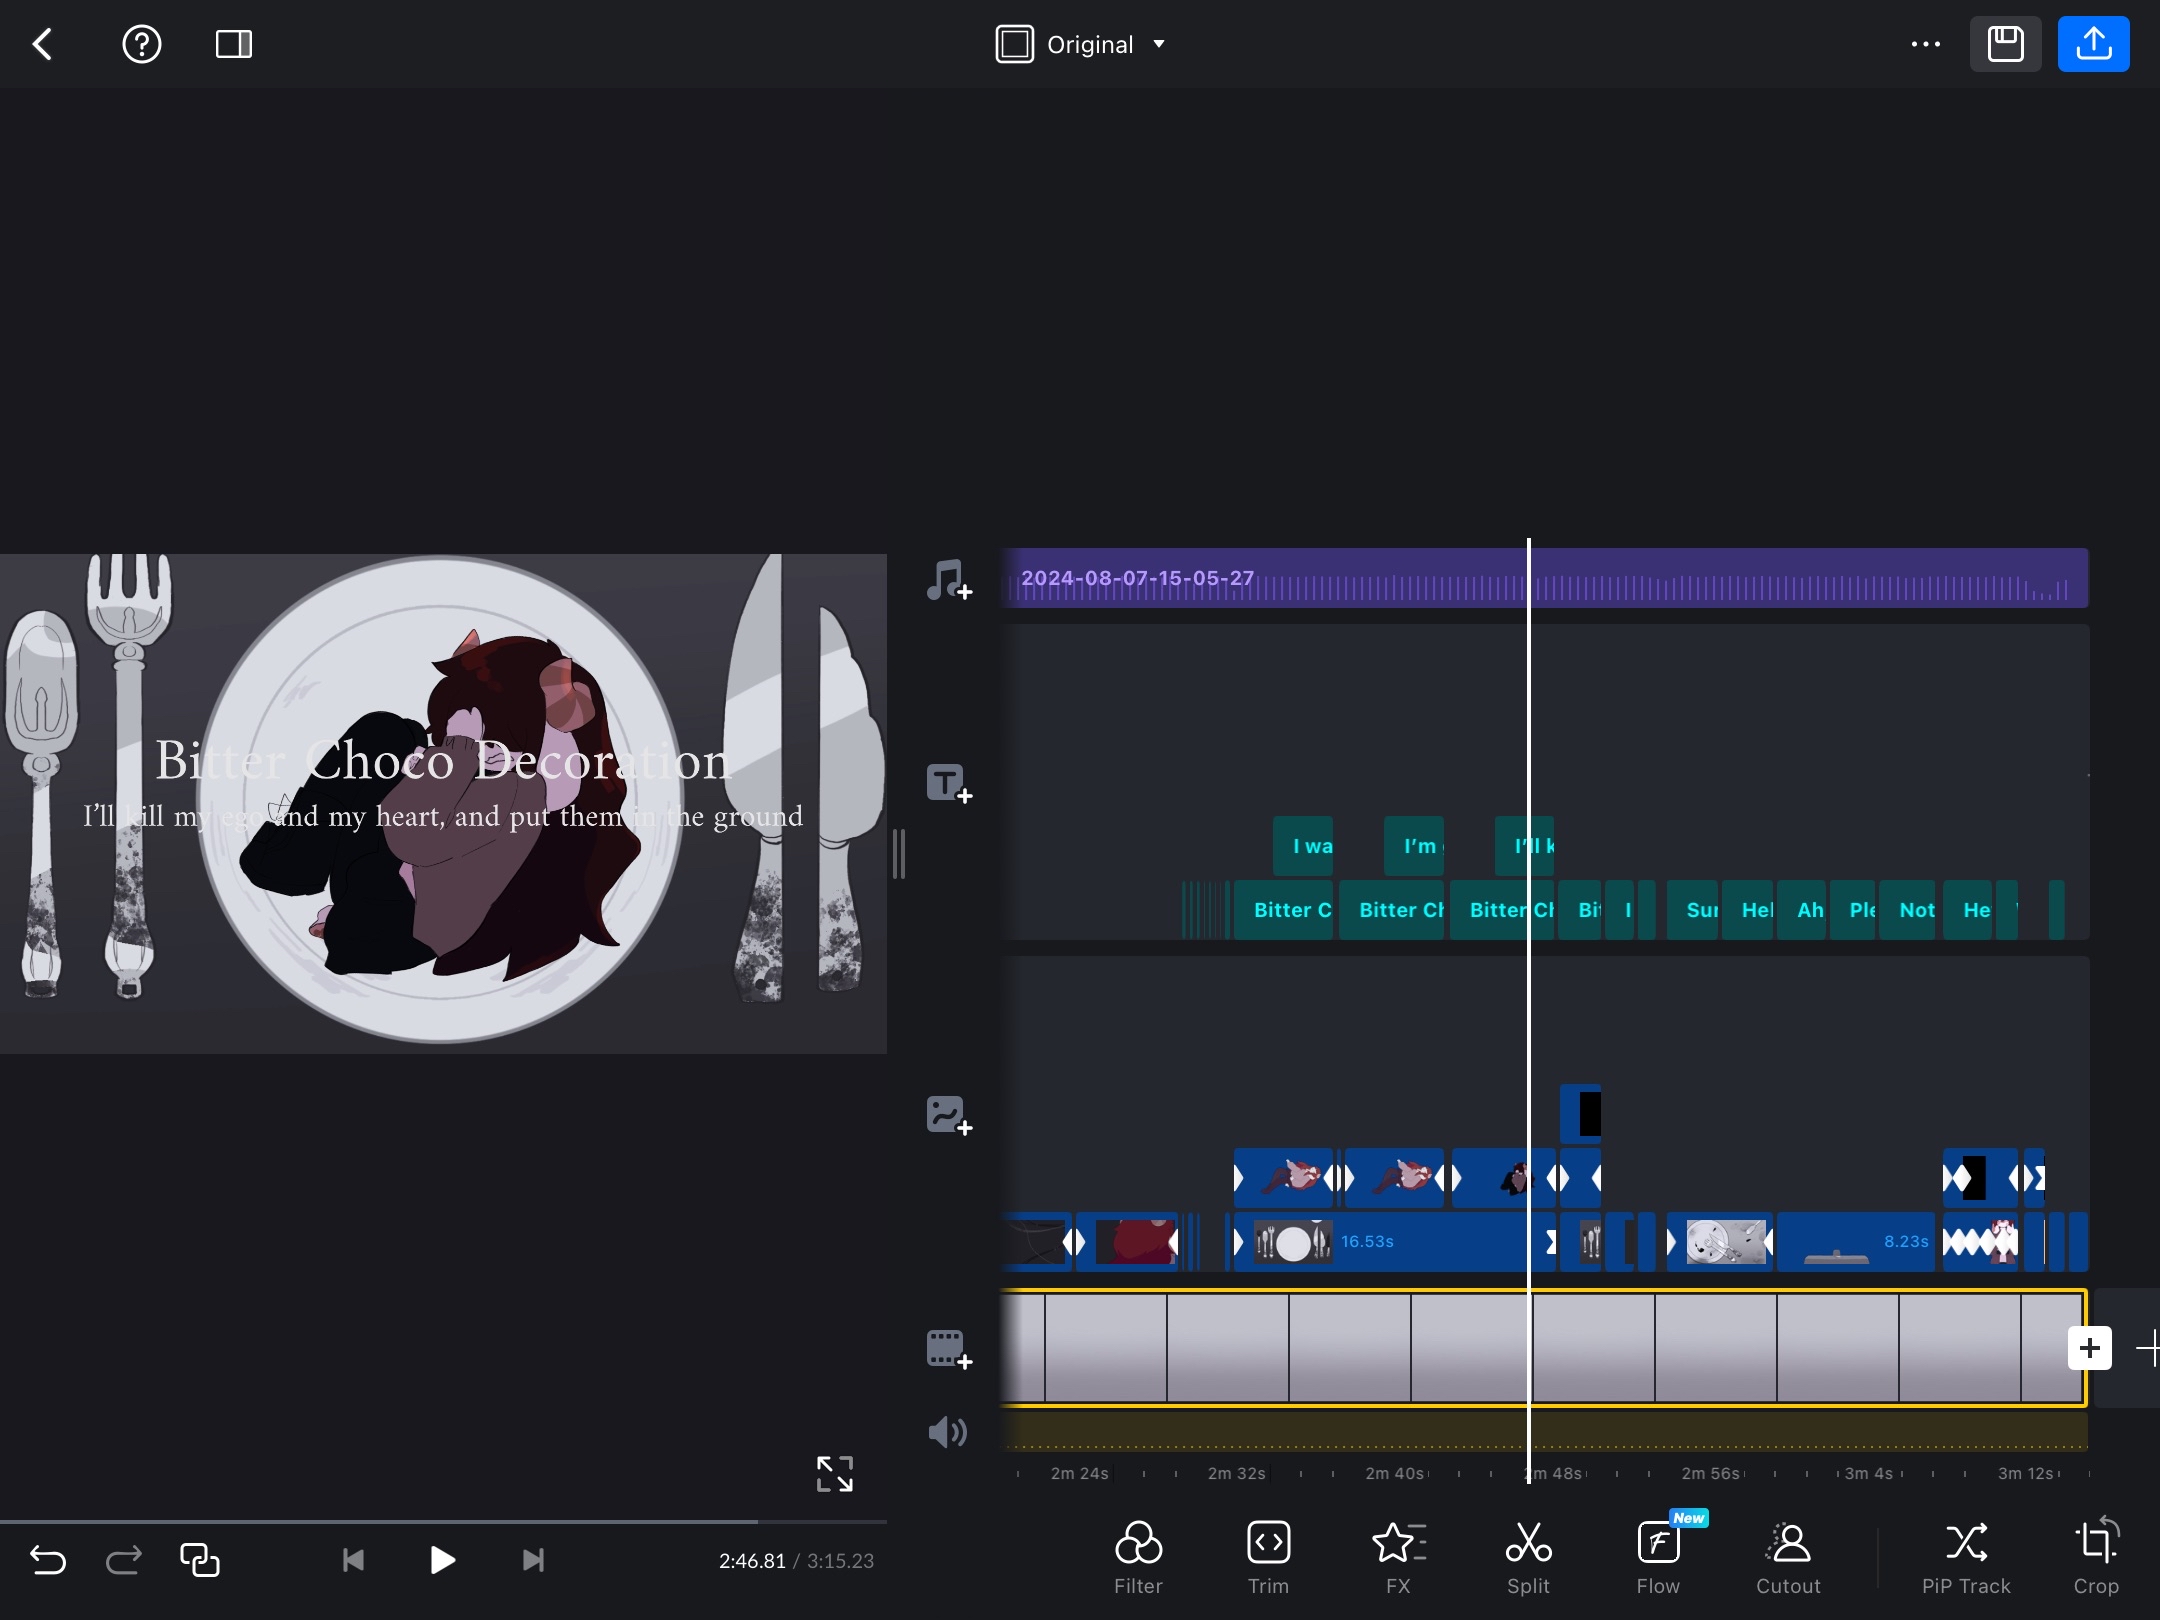 Original
2024-08-07-15-05-27
Bitter Choco Decoration
I’ll kill my ego and my heart, and put them in the ground
I wa
I’m
I’ll k
Bitter C
Bitter Ch
Bitter Ch
Bit
I
Sur
Hel
Ah
Ple
Not
He
16.53s
8.23s
2m 24s
2m 32s
2m 40s
2m 48s
2m 56s
3m 4s
3m 12s
2:46.81 / 3:15.23
New
Filter
Trim
FX
Split
Flow
Cutout
PiP Track
Crop